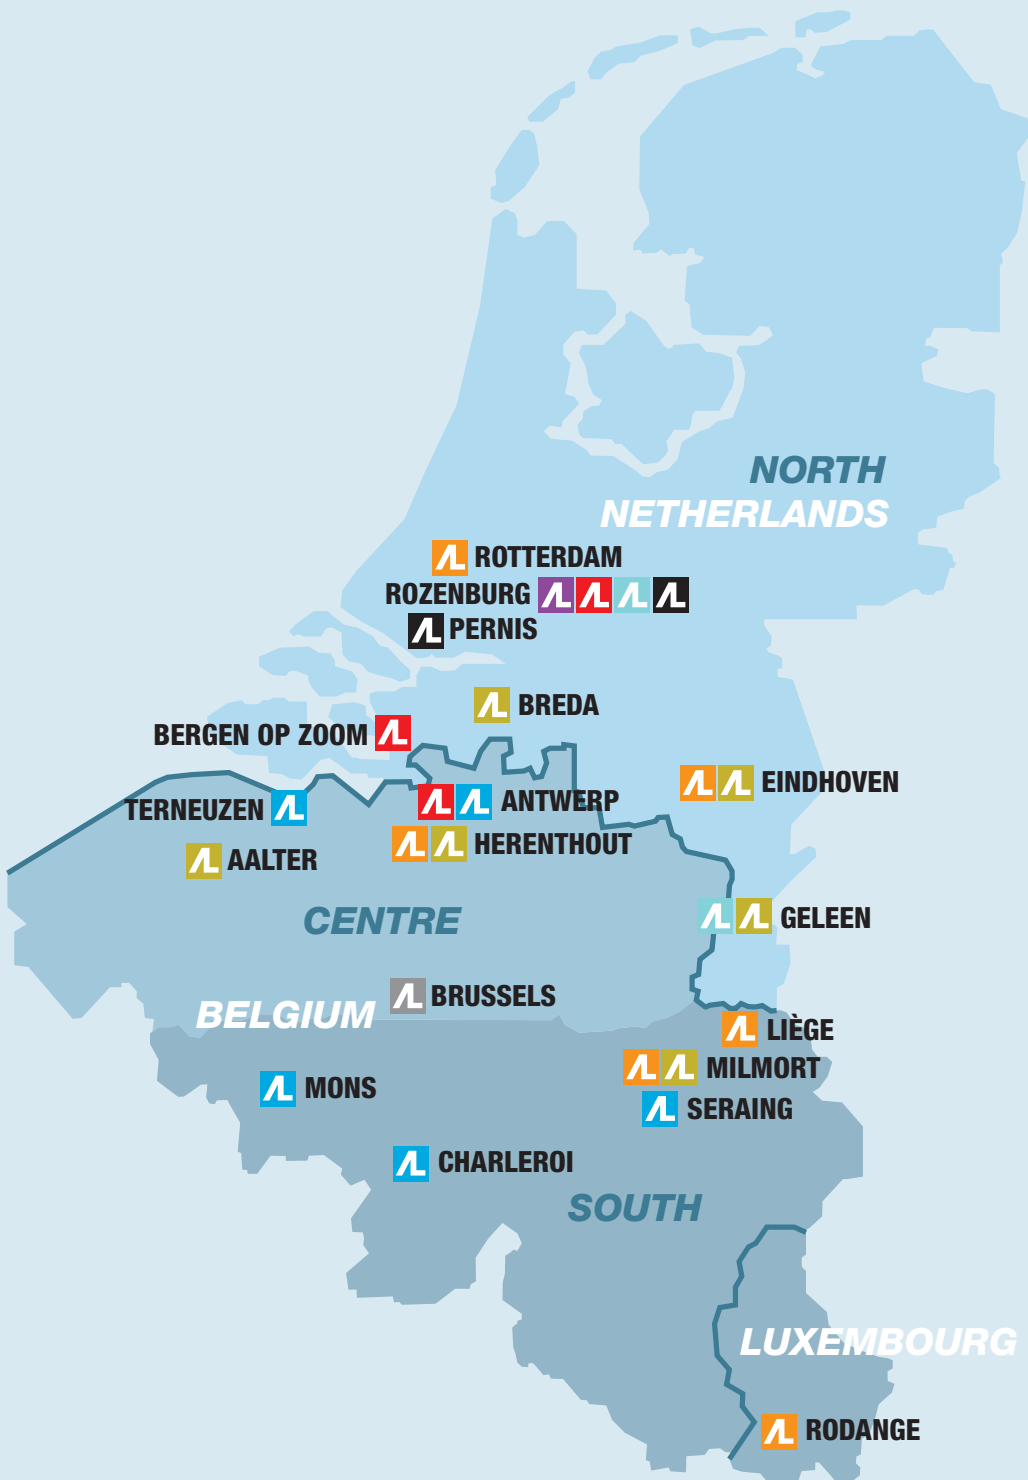 NORTH
NETHERLANDS
ROTTERDAM
ROZENBURG
PERNIS
BREDA
BERGEN OP ZOOM
EINDHOVEN
TERNEUZEN
ANTWERP
HERENTHOUT
AALTER
CENTRE
GELEEN
BRUSSELS
BELGIUM
LIÈGE
MILMORT
MONS
SERAING
CHARLEROI
SOUTH
LUXEMBOURG
RODANGE